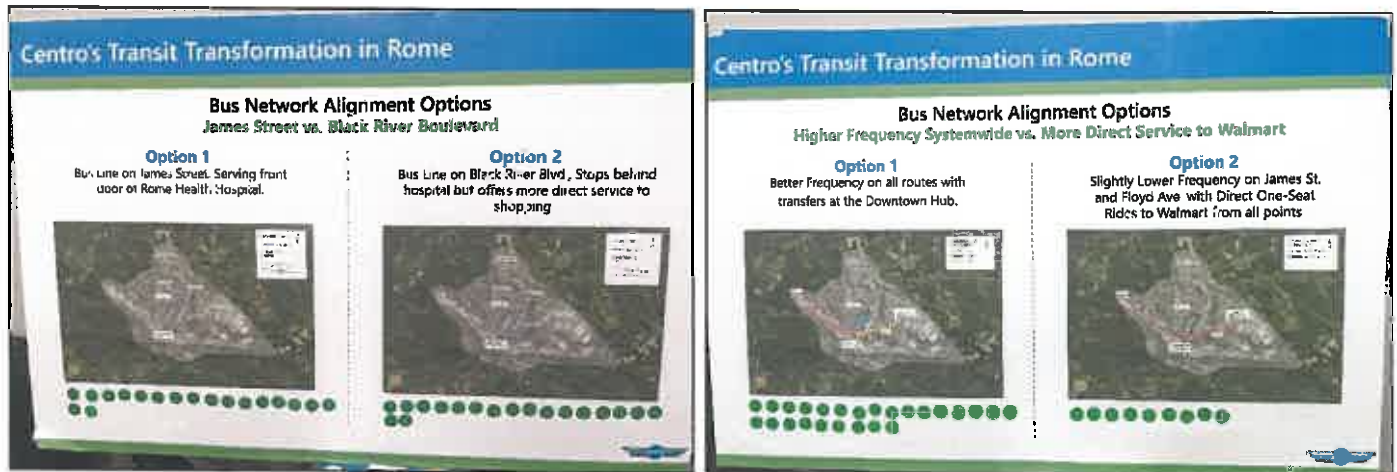 Centro's Transit Transformation in Rome
Bus Network Alignment Options
James Street vs. Black River Boulevard
Option 1
Bus Line on James Street. Serving front
door of Rome Health Hospital.
Option 2
Bus Line on Black River Blvd, Stops behind
hospital but offers more direct service to
shopping
Centro's Transit Transformation in Rome
Bus Network Alignment Options
Higher Frequency Systemwide vs. More Direct Service to Walmart
Option 1
Better Frequency on all routes with
transfers at the Downtown Hub.
Option 2
Slightly Lower Frequency on James St.
and Floyd Ave with Direct One-Seat
Rides to Walmart from all points